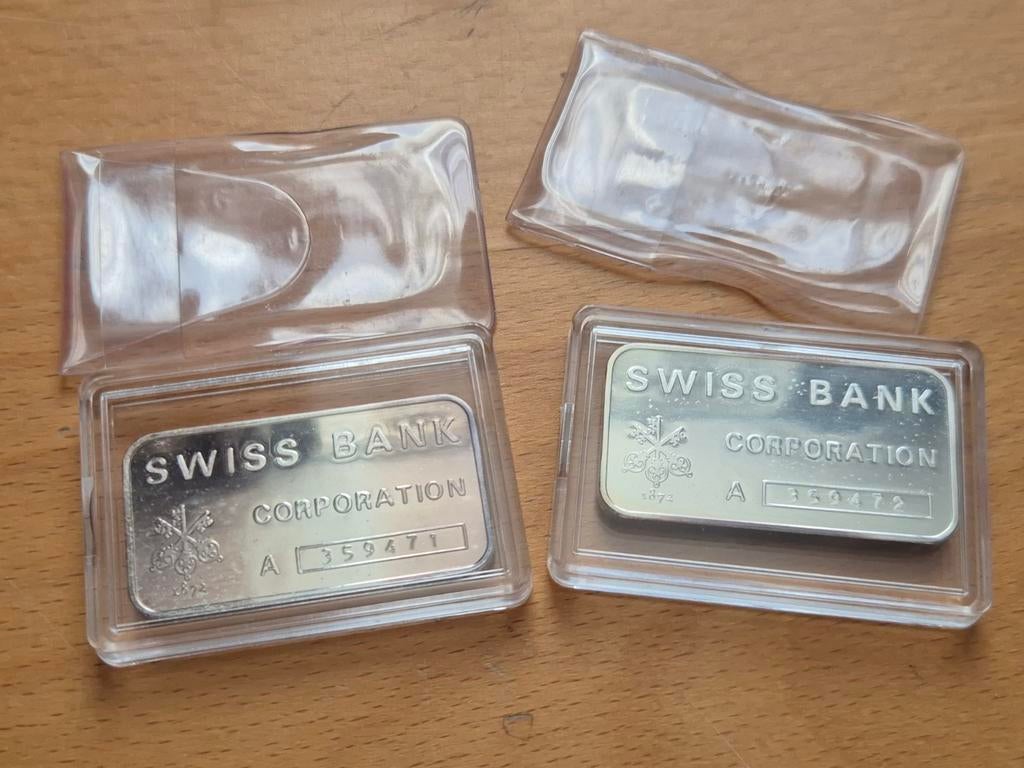 SWISS BANK
CORPORATION
1872
A 359471
SWISS BANK
CORPORATION
1872
A 359472